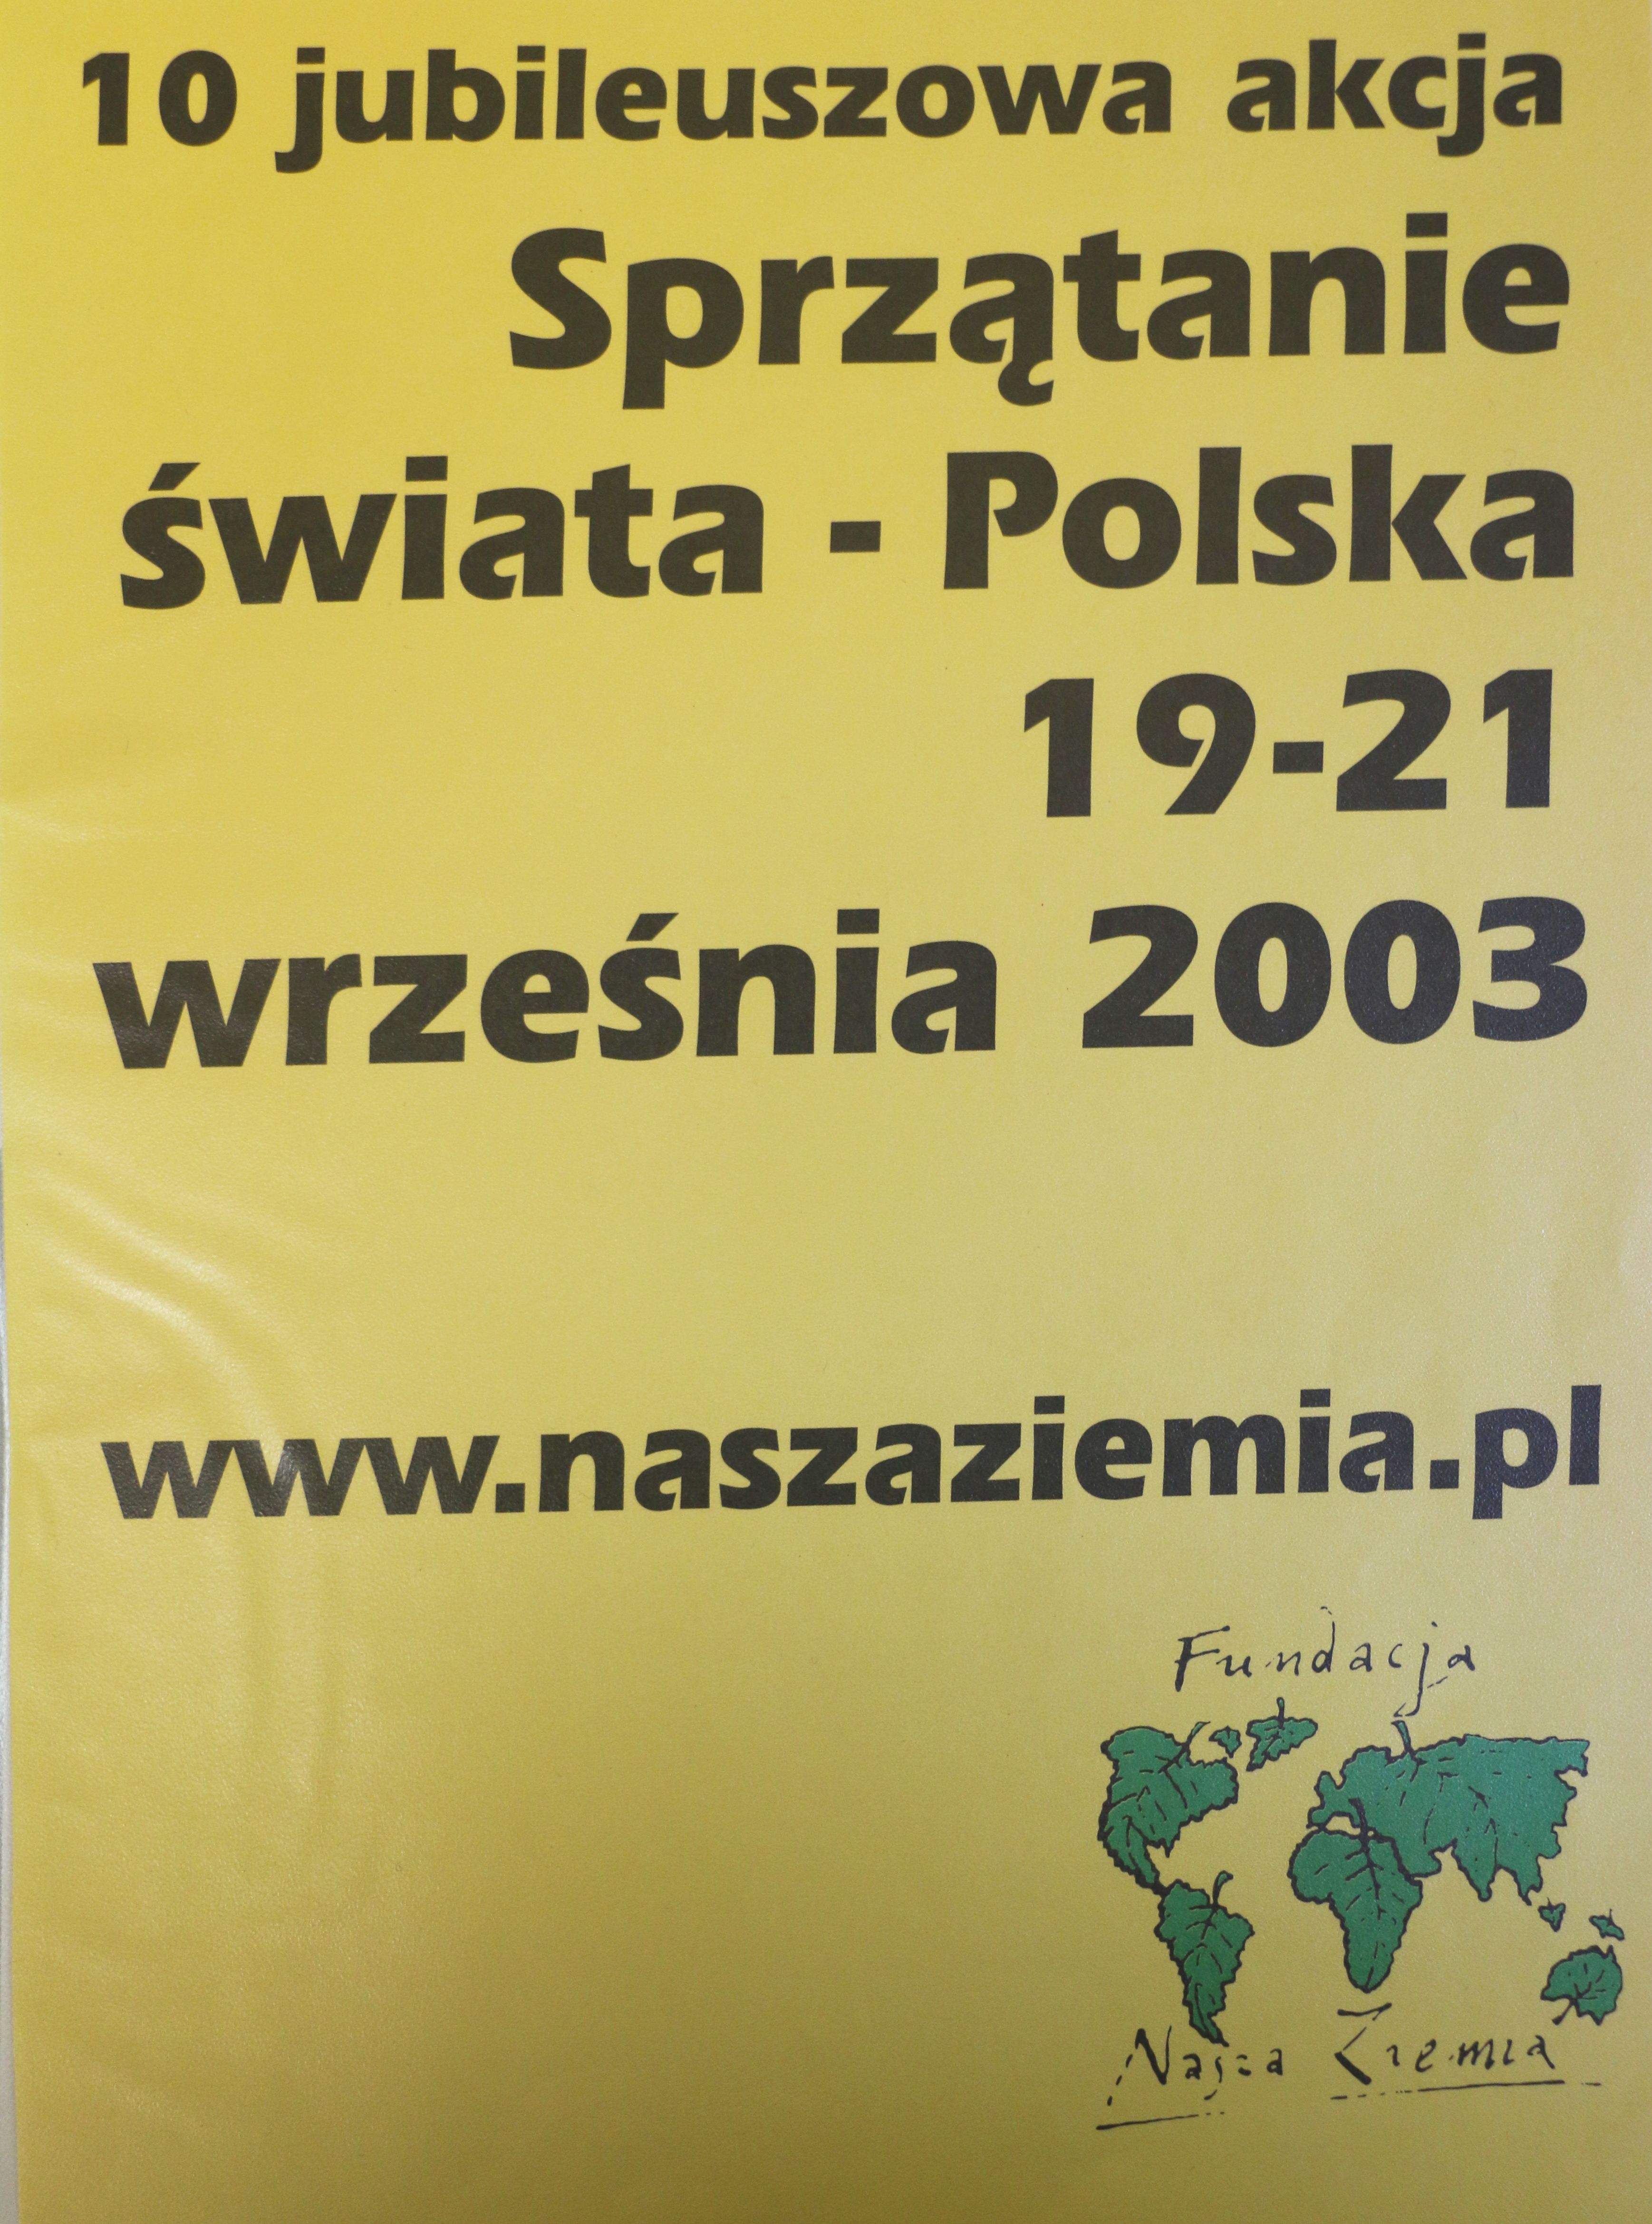 10 jubileuszowa akcja
Sprzątanie
świata - Polska
19-21
września 2003
www.naszaziemia.pl
Fundacja
Nasza Ziemia